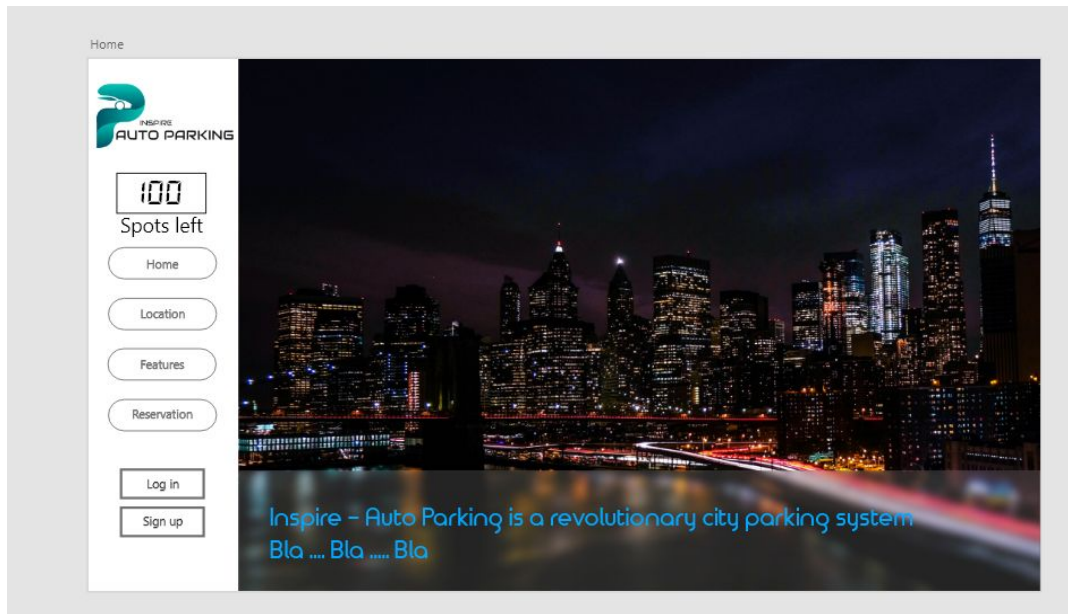 Home
INSPIRE
AUTO PARKING
100
Spots left
Home
Location
Features
Reservation
Log in
Sign up
Inspire – Auto Parking is a revolutionary city parking system
Bla .... Bla ..... Bla